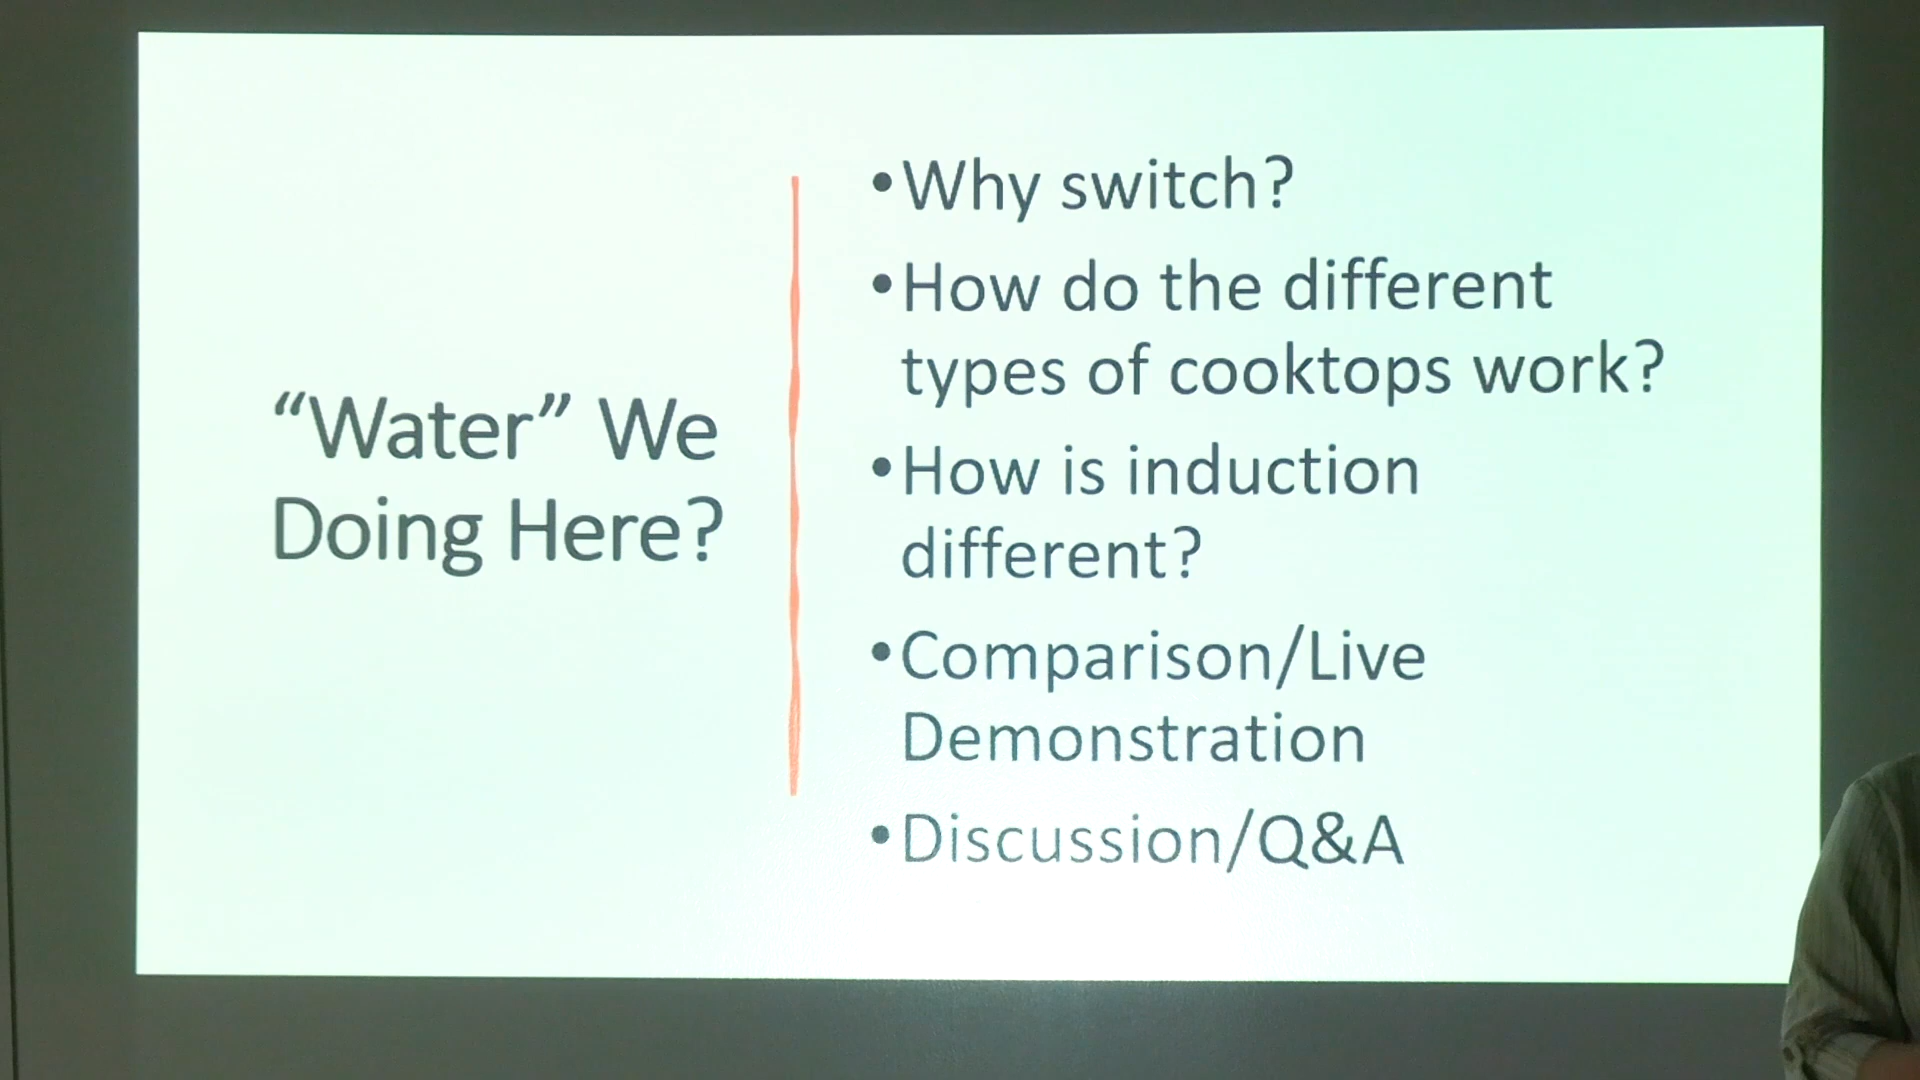 “Water” We
Doing Here?
•Why switch?
•How do the different
types of cooktops work?
•How is induction
different?
•Comparison/Live
Demonstration
•Discussion/Q&A